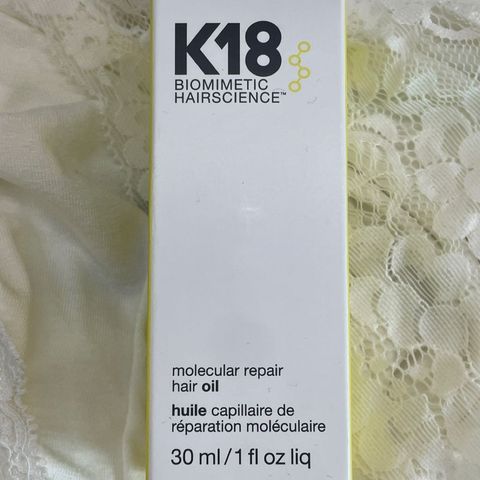 K18
BIOMIMETIC
HAIRSCIENCE™
molecular repair
hair oil
huile capillaire de
réparation moléculaire
30 ml/1 fl oz liq